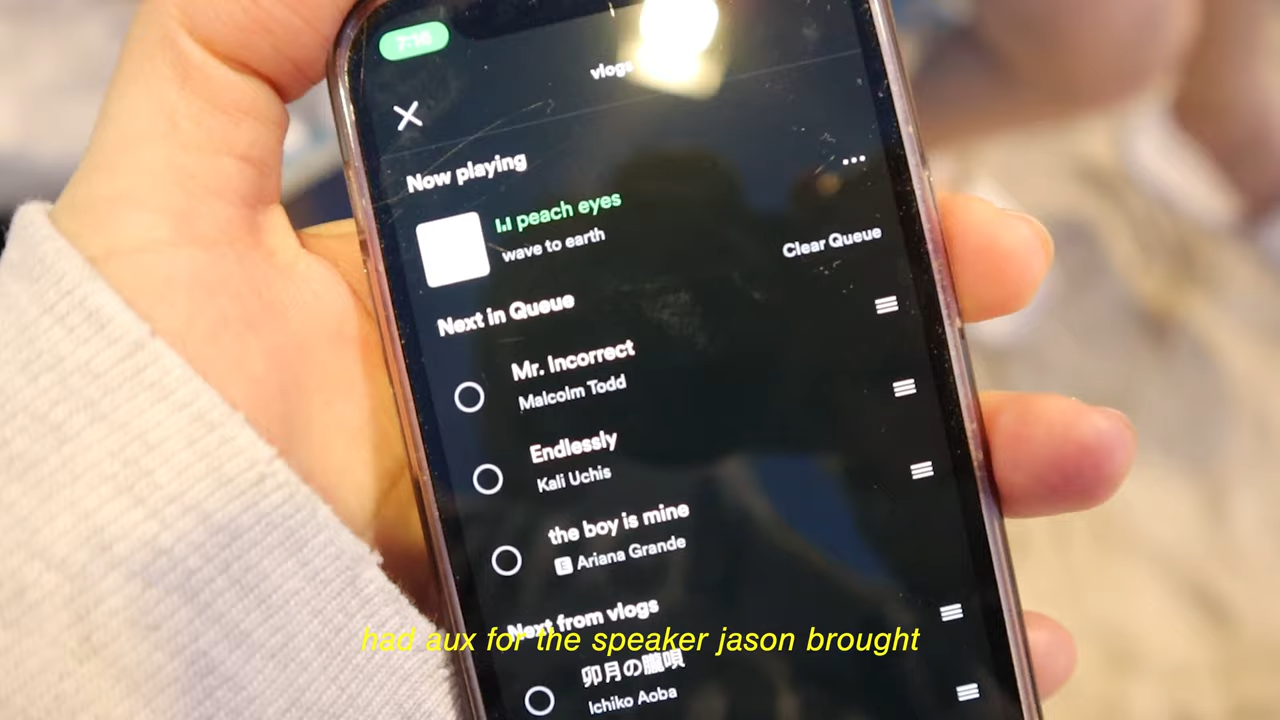 7:16
vlogs
Now playing
peach eyes
wave to earth
Clear Queue
Next in Queue
Mr. Incorrect
Malcolm Todd
Endlessly
Kali Uchis
the boy is mine
E Ariana Grande
Next from vlogs
had aux for the speaker jason brought
卯月の朧唄
Ichiko Aoba